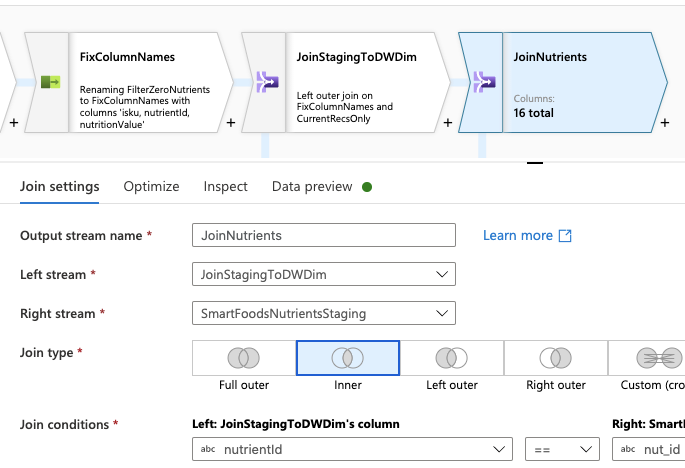 FixColumnNames
Renaming FilterZeroNutrients
to FixColumnNames with
columns 'isku, nutrientId,
nutritionValue'
+
JoinStagingToDWDim
Left outer join on
FixColumnNames and
CurrentRecsOnly
+
JoinNutrients
Columns:
16 total
+
+
Join settings Optimize Inspect Data preview
Output stream name * JoinNutrients Learn more
Left stream * JoinStagingToDWDim
Right stream * SmartFoodsNutrientsStaging
Join type *
Full outer Inner Left outer Right outer Custom (cro
Join conditions * Left: JoinStagingToDWDim's column Right: Smart
abc nutrientId == abc nut_id